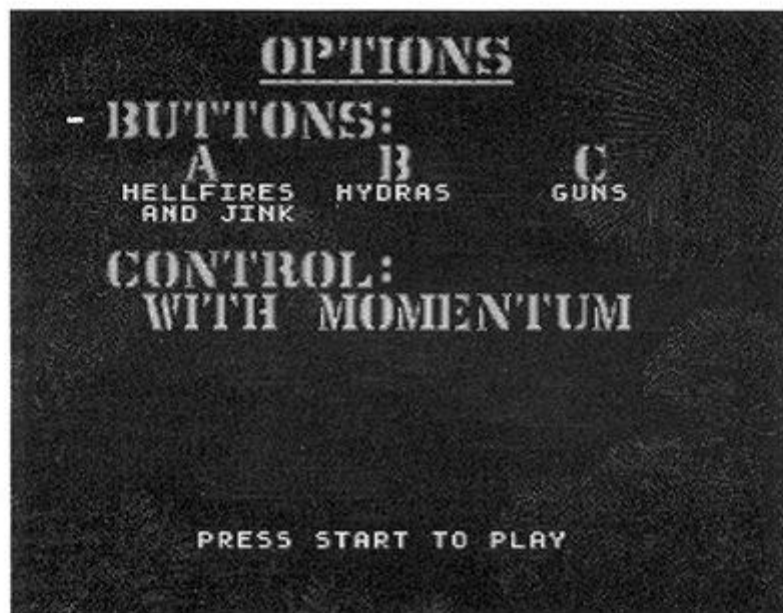 OPTIONS
- BUTTONS:
A B C
HELLFIRES HYDRAS GUNS
AND JINK
CONTROL:
WITH MOMENTUM
PRESS START TO PLAY